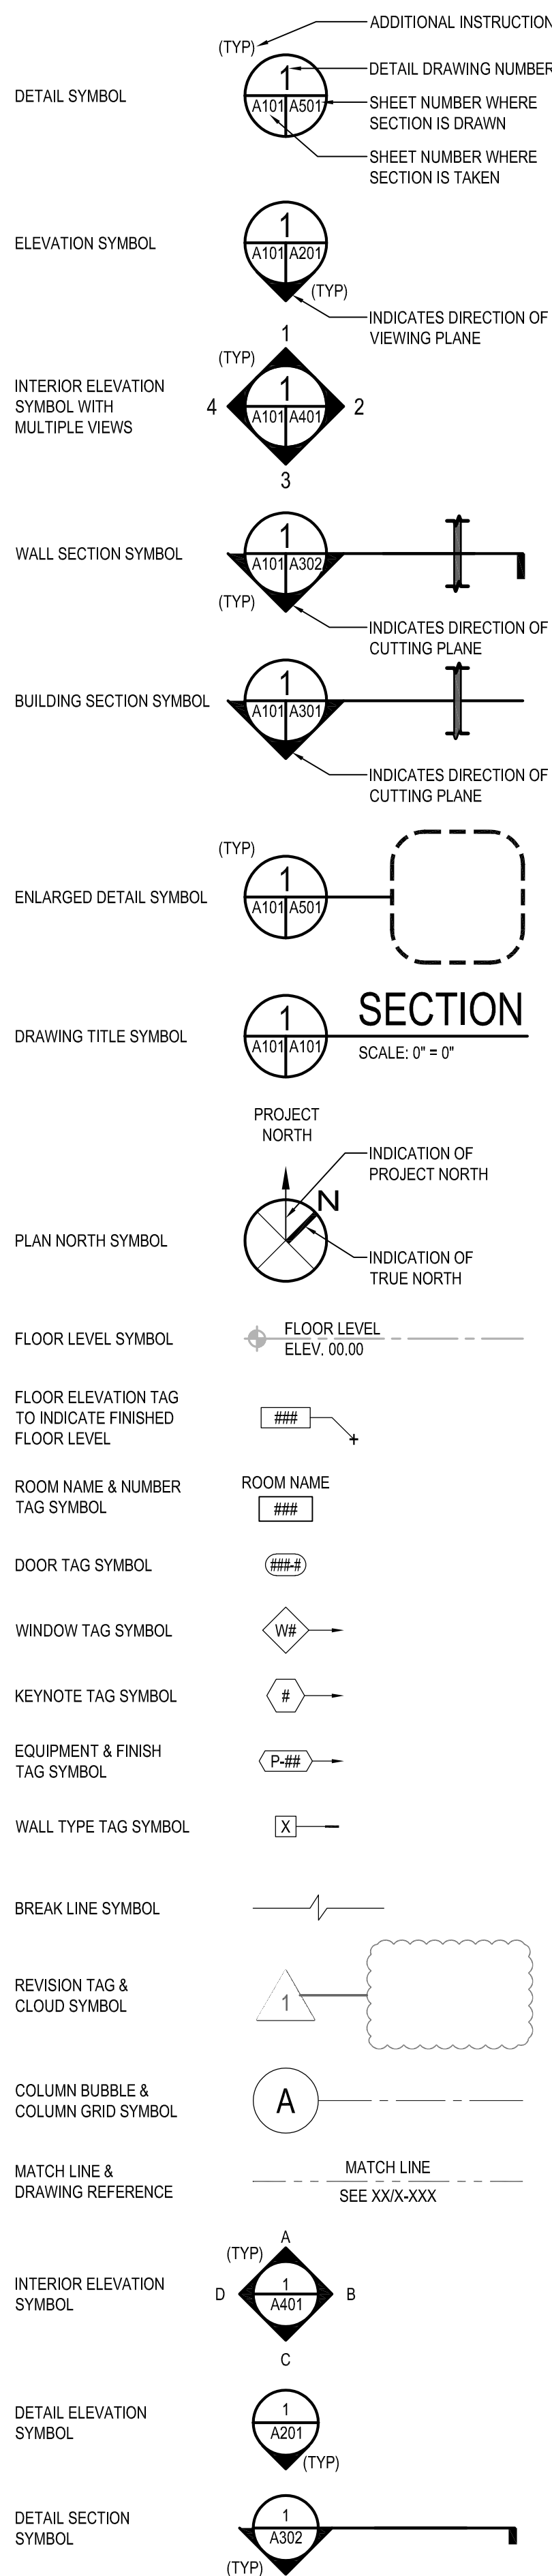 ADDITIONAL INSTRUCTION
(TYP)
1
DETAIL DRAWING NUMBER
DETAIL SYMBOL
A101 A501
SHEET NUMBER WHERE
SECTION IS DRAWN
SHEET NUMBER WHERE
SECTION IS TAKEN
1
ELEVATION SYMBOL
A101 A201
(TYP)
INDICATES DIRECTION OF
VIEWING PLANE
1
(TYP)
INTERIOR ELEVATION
SYMBOL WITH
MULTIPLE VIEWS
4
1
A101 A401
2
3
WALL SECTION SYMBOL
1
A101 A302
(TYP)
INDICATES DIRECTION OF
CUTTING PLANE
BUILDING SECTION SYMBOL
1
A101 A301
INDICATES DIRECTION OF
CUTTING PLANE
(TYP)
ENLARGED DETAIL SYMBOL
1
A101 A501
DRAWING TITLE SYMBOL
1
A101 A101
SECTION
SCALE: 0" = 0"
PROJECT
NORTH
INDICATION OF
PROJECT NORTH
N
PLAN NORTH SYMBOL
INDICATION OF
TRUE NORTH
FLOOR LEVEL SYMBOL
FLOOR LEVEL
ELEV. 00.00
FLOOR ELEVATION TAG
TO INDICATE FINISHED
FLOOR LEVEL
###
ROOM NAME & NUMBER
TAG SYMBOL
ROOM NAME
###
DOOR TAG SYMBOL
###-#
WINDOW TAG SYMBOL
W#
KEYNOTE TAG SYMBOL
#
EQUIPMENT & FINISH
TAG SYMBOL
P-##
WALL TYPE TAG SYMBOL
X
BREAK LINE SYMBOL
REVISION TAG &
CLOUD SYMBOL
1
COLUMN BUBBLE &
COLUMN GRID SYMBOL
A
MATCH LINE &
DRAWING REFERENCE
MATCH LINE
SEE XX/X-XXX
A
(TYP)
INTERIOR ELEVATION
SYMBOL
D
1
A401
B
C
DETAIL ELEVATION
SYMBOL
1
A201
(TYP)
DETAIL SECTION
SYMBOL
1
A302
(TYP)